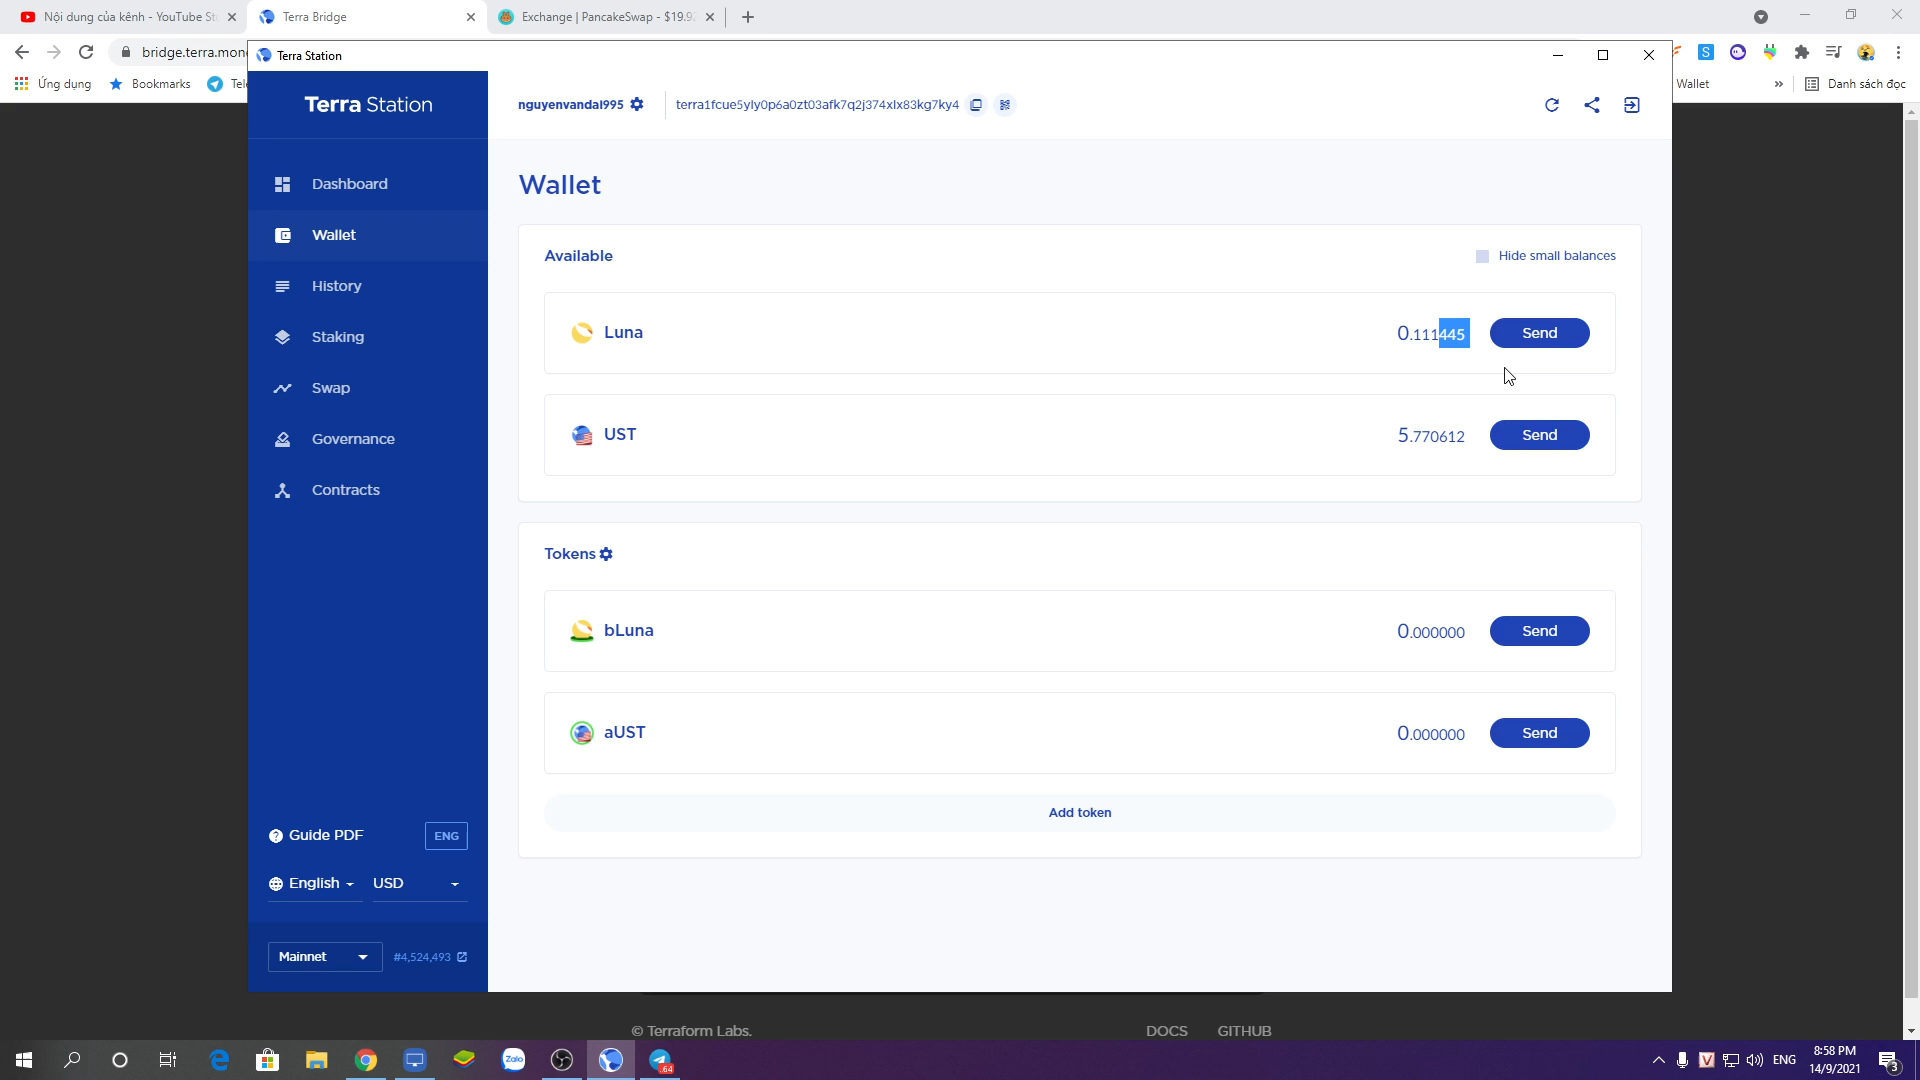 Nội dung của kênh - YouTube St
Terra Bridge
Exchange | PancakeSwap - $19.9
bridge.terra.mon
Terra Station
Ứng dụng
Bookmarks
Tele
Wallet
»
Danh sách đọc
Terra Station
nguyenvandai995
terra1fcue5yly0p6a0zt03afk7q2j374xlx83kg7ky4
Dashboard
Wallet
History
Staking
Swap
Governance
Contracts
Guide PDF
ENG
English
USD
Mainnet
#4,524,493
Wallet
Available
Hide small balances
Luna
0.111445
Send
UST
5.770612
Send
Tokens
bLuna
0.000000
Send
aUST
0.000000
Send
Add token
© Terraform Labs.
DOCS
GITHUB
Zalo
64
ENG
8:58 PM
14/9/2021
3